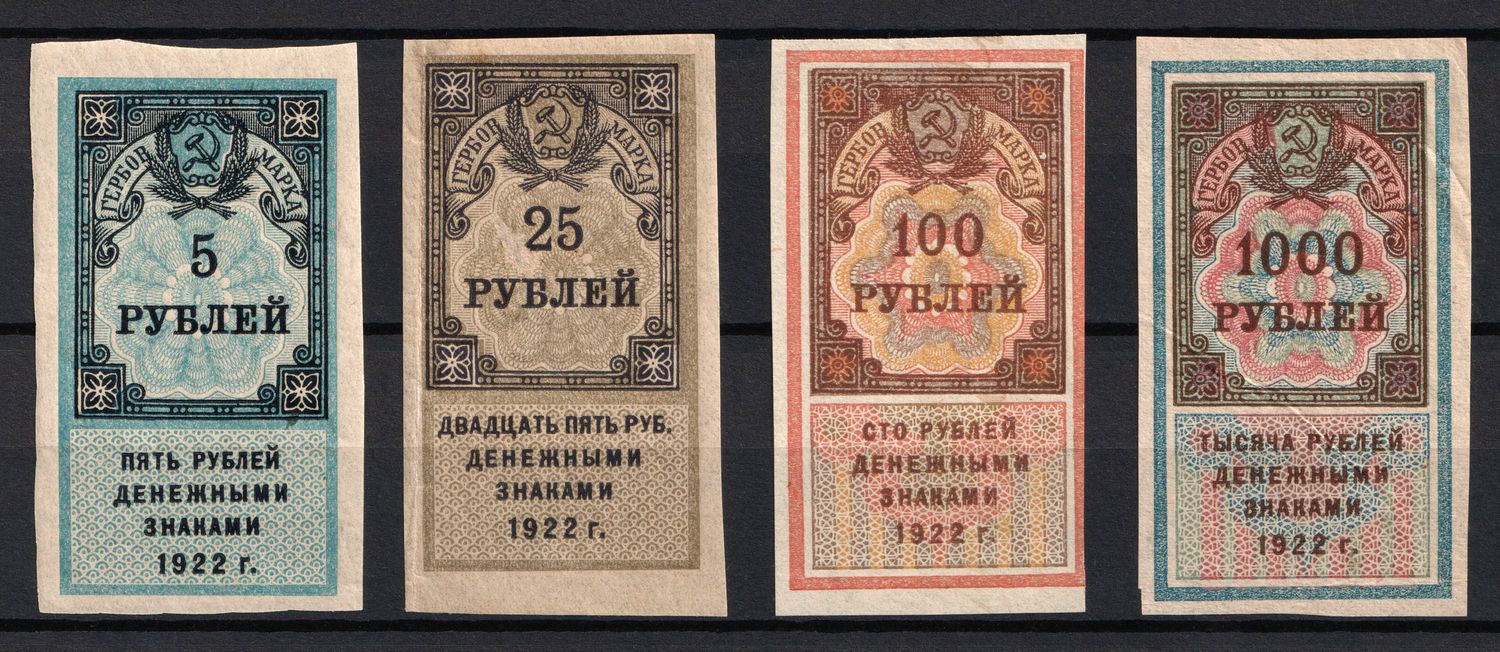 ГЕРБОВ МАРКА
5
РУБЛЕЙ
ПЯТЬ РУБЛЕЙ
ДЕНЕЖНЫМИ
ЗНАКАМИ
1922 г.
ГЕРБОВ МАРКА
25
РУБЛЕЙ
ДВАДЦАТЬ ПЯТЬ РУБ.
ДЕНЕЖНЫМИ
ЗНАКАМИ
1922 г.
ГЕРБОВ МАРКА
100
РУБЛЕЙ
СТО РУБЛЕЙ
ДЕНЕЖНЫМИ
ЗНАКАМИ
1922 г.
ГЕРБОВ МАРКА
1000
РУБЛЕЙ
ТЫСЯЧА РУБЛЕЙ
ДЕНЕЖНЫМИ
ЗНАКАМИ
1922 г.